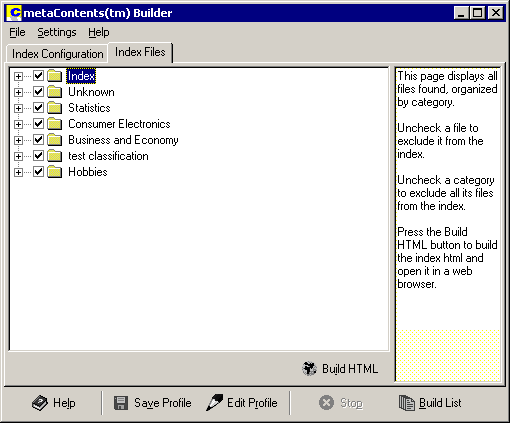 metaContents(tm) Builder
File Settings Help
Index Configuration Index Files
Index
Unknown
Statistics
Consumer Electronics
Business and Economy
test classification
Hobbies
This page displays all
files found, organized
by category.
Uncheck a file to
exclude it from the
index.
Uncheck a category
to exclude all its files
from the index.
Press the Build
HTML button to build
the index html and
open it in a web
browser.
Build HTML
Help Save Profile Edit Profile Stop Build List